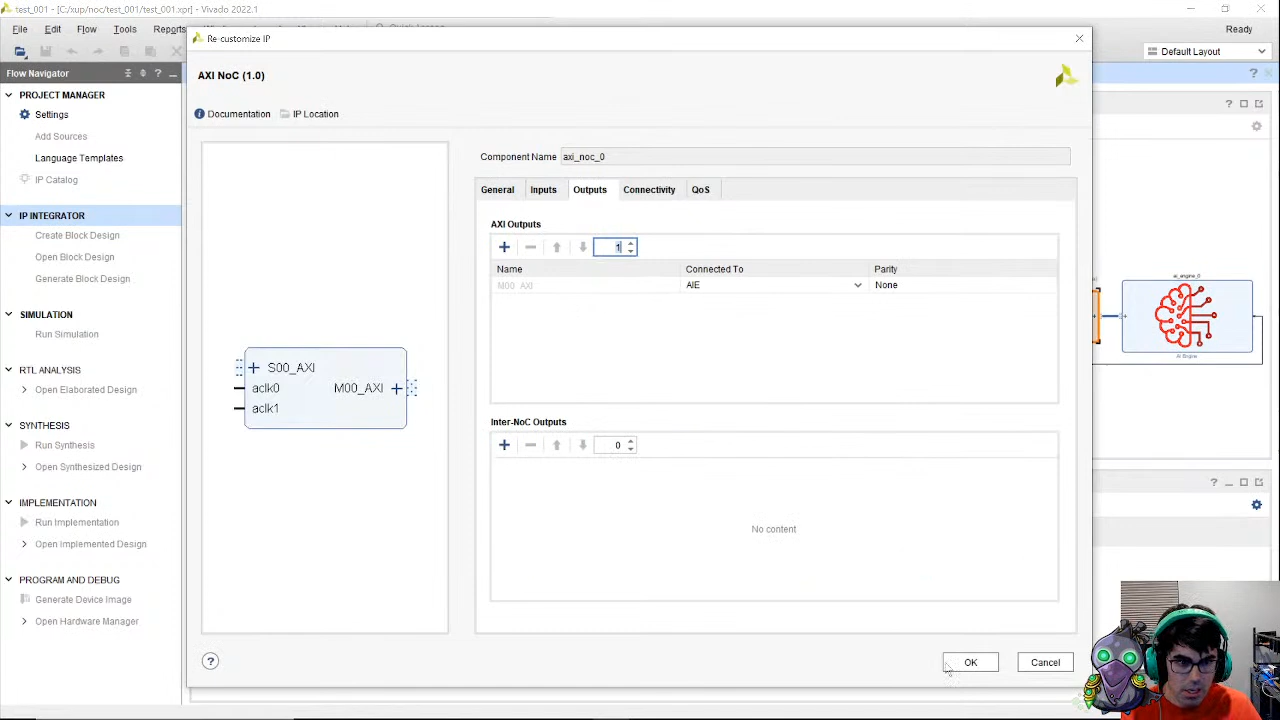 test_001 - [C:/xup/noc/test_001/test_001.xpr] - Vivado 2022.1
File Edit Flow Tools Reports
Ready
Default Layout
Flow Navigator
PROJECT MANAGER
Settings
Add Sources
Language Templates
IP Catalog
IP INTEGRATOR
Create Block Design
Open Block Design
Generate Block Design
SIMULATION
Run Simulation
RTL ANALYSIS
Open Elaborated Design
SYNTHESIS
Run Synthesis
Open Synthesized Design
IMPLEMENTATION
Run Implementation
Open Implemented Design
PROGRAM AND DEBUG
Generate Device Image
Open Hardware Manager
Re-customize IP
AXI NoC (1.0)
Documentation IP Location
S00_AXI
aclk0
M00_AXI
aclk1
Component Name axi_noc_0
General Inputs Outputs Connectivity QoS
AXI Outputs
1
Name Connected To Parity
M00_AXI AIE None
Inter-NoC Outputs
0
No content
OK Cancel
ai_engine_0
AI Engine